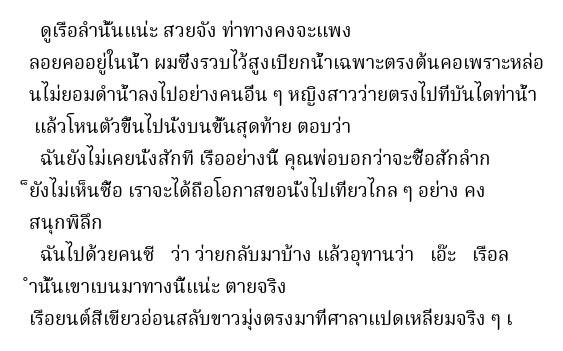 ดูเรือลำนั้นแน่ะ สวยจัง ท่าทางคงจะแพง
ลอยคออยู่ในน้ำ ผมซึ่งรวบไว้สูงเปียกน้ำเฉพาะตรงต้นคอเพราะหล่อ
นไม่ยอมดำน้ำลงไปอย่างคนอื่น ๆ หญิงสาวว่ายตรงไปที่บันไดท่าน้ำ
แล้วโหนตัวขึ้นไปนั่งบนขั้นสุดท้าย ตอบว่า
ฉันยังไม่เคยนั่งสักที เรืออย่างนี้ คุณพ่อบอกว่าจะซื้อสักลำก
็ยังไม่เห็นซื้อ เราจะได้ถือโอกาสขอนั่งไปเที่ยวไกล ๆ อย่าง คง
สนุกพิลึก
ฉันไปด้วยคนซี   ว่า ว่ายกลับมาบ้าง แล้วอุทานว่า   เอ๊ะ   เรือล
ำนั้นเขาเบนมาทางนี้แน่ะ ตายจริง
เรือยนต์สีเขียวอ่อนสลับขาวมุ่งตรงมาที่ศาลาแปดเหลี่ยมจริง ๆ เ